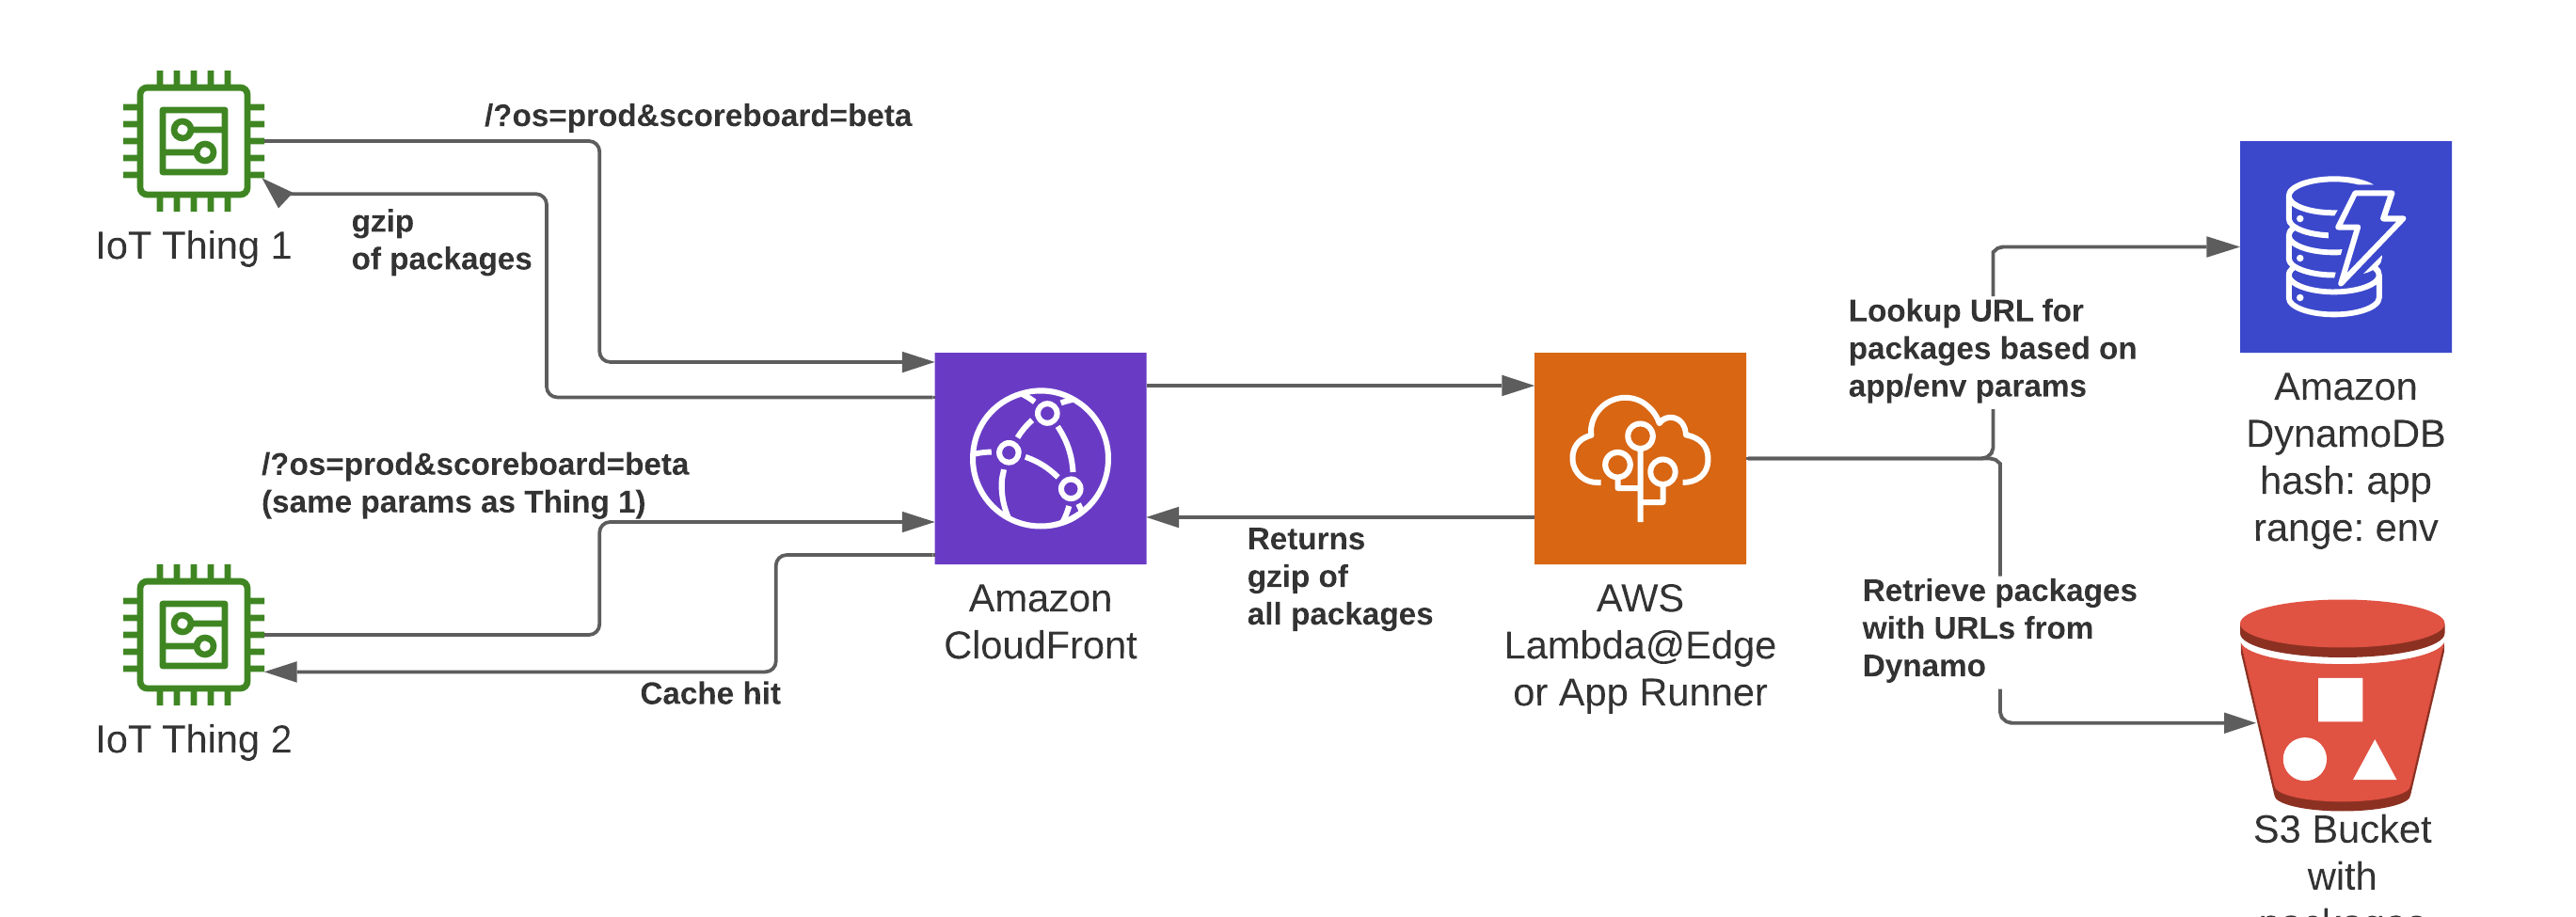 /?os=prod&scoreboard=beta
gzip
of packages
IoT Thing 1
/?os=prod&scoreboard=beta
(same params as Thing 1)
Cache hit
IoT Thing 2
Amazon
CloudFront
Returns
gzip of
all packages
AWS
Lambda@Edge
or App Runner
Lookup URL for
packages based on
app/env params
Retrieve packages
with URLs from
Dynamo
Amazon
DynamoDB
hash: app
range: env
S3 Bucket
with
packages